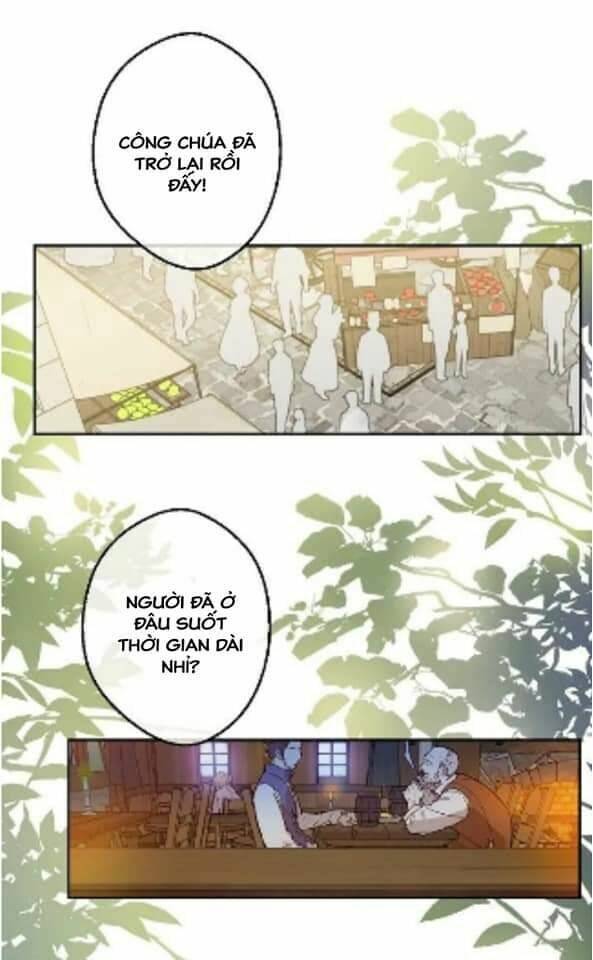 CÔNG CHÚA ĐÃ
TRỞ LẠI RỒI
ĐẤY!
NGƯỜI ĐÃ Ở
ĐÂU SUỐT
THỜI GIAN DÀI
NHỈ?